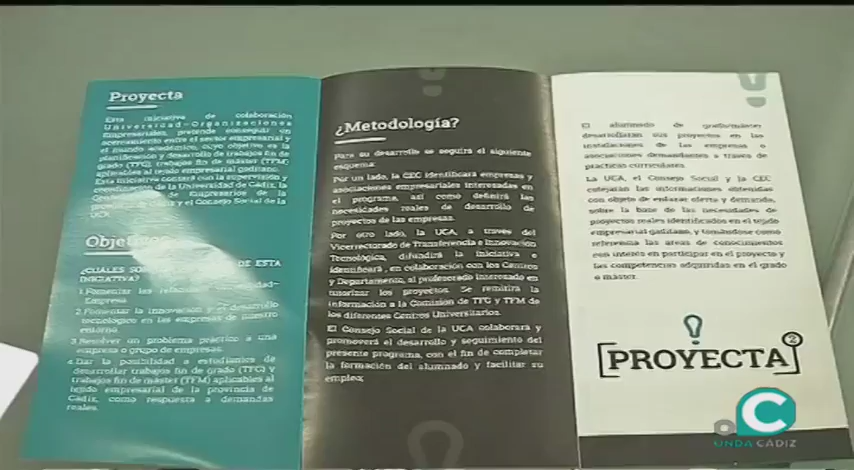 Proyecta
Esta iniciativa de colaboración
Universidad-Organizaciones
Empresariales, pretende conseguir un
acercamiento entre el sector empresarial y
el mundo académico, cuyo objetivo es la
planificación y desarrollo de trabajos fin de
grado (TFG), trabajos fin de máster (TFM)
aplicables al tejido empresarial gaditano.
Esta iniciativa contará con la supervisión y
coordinación de la Universidad de Cádiz, la
de Empresarios de la
y el Consejo Social de la
UCA.
Objetivos
¿CUÁLES SON DE ESTA
INICIATIVA?
1.Fomentar las relaciones Universidad-
Empresa
2.Fomentar la innovación y el desarrollo
tecnológico en las empresas de nuestro
entorno.
3.Resolver un problema práctico a una
empresa o grupo de empresas.
4.Dar la posibilidad a estudiantes de
desarrollar trabajos fin de grado (TFG) y
trabajos fin de máster (TFM) aplicables al
tejido empresarial de la provincia de
Cádiz, como respuesta a demandas
reales.
¿Metodología?
Para su desarrollo se seguirá el siguiente
esquema:
Por un lado, la CEC identificará empresas y
asociaciones empresariales interesadas en
el programa, así como definirá las
necesidades reales de desarrollo de
proyectos de las empresas.
Por otro lado, la UCA, a través del
Vicerrectorado de Transferencia e Innovación
Tecnológica, difundirá la iniciativa e
identificará , en colaboración con los Centros
y Departamento, al profesorado interesado en
tutorizar los proyectos. Se remitirá la
información a la Comisión de TFG y TFM de
los diferentes Centros Universitarios.
El Consejo Social de la UCA colaborará y
promoverá el desarrollo y seguimiento del
presente programa, con el fin de completar
la formación del alumnado y facilitar su
empleo;
El alumnado de grado/máster
desarrollarán sus proyectos en las
instalaciones de las empresas o
asociaciones demandantes a través de
prácticas curriculares.
La UCA, el Consejo Social y la CEC
cotejarán las informaciones obtenidas
con objeto de enlazar oferta y demanda,
sobre la base de las necesidades de
proyectos reales identificados en el tejido
empresarial gaditano, y tomándose como
referencia las áreas de conocimientos
con interés en participar en el proyecto y
las competencias adquiridas en el grado
o máster.
PROYECTA 2
ONDA CÁDIZ